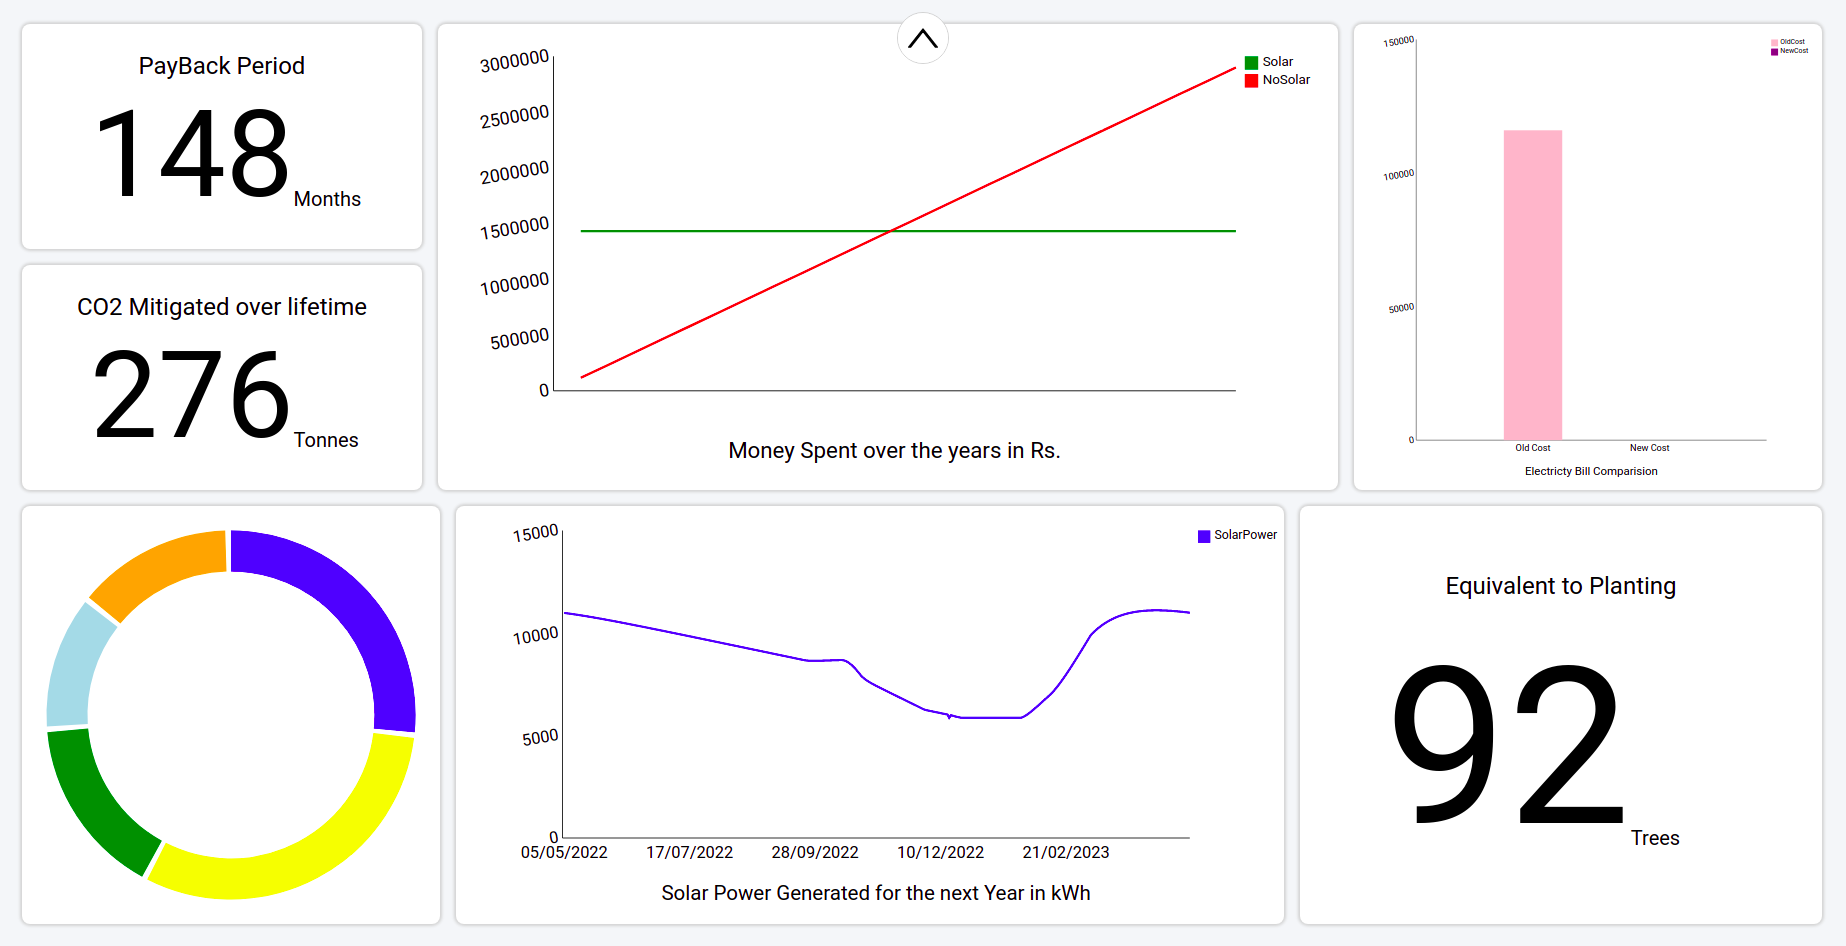 PayBack Period
148
Months
CO2 Mitigated over lifetime
276
Tonnes
3000000
2500000
2000000
1500000
1000000
500000
0
Solar
NoSolar
Money Spent over the years in Rs.
150000
100000
50000
0
OldCost
NewCost
Old Cost New Cost
Electricty Bill Comparision
15000
10000
5000
0
05/05/2022 17/07/2022 28/09/2022 10/12/2022 21/02/2023
SolarPower
Solar Power Generated for the next Year in kWh
Equivalent to Planting
92
Trees